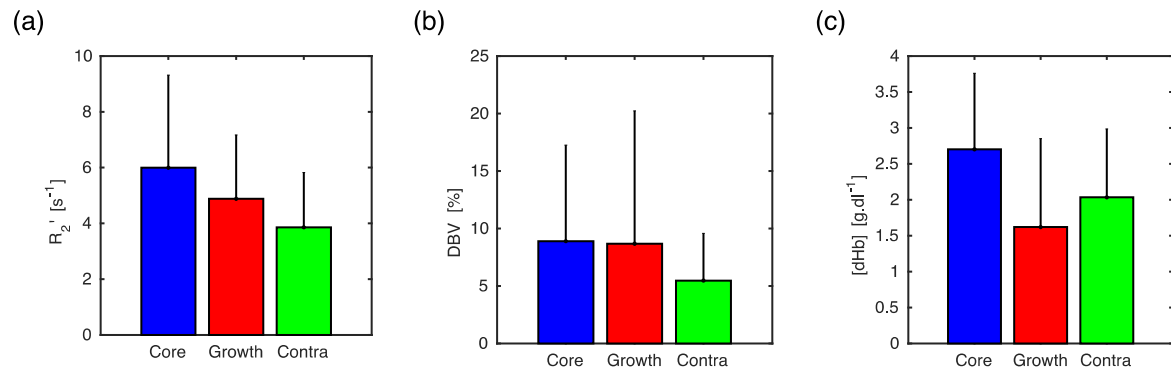 (a)
(b)
(c)
10
8
6
4
2
0
R2' [s-1]
Core Growth Contra
25
20
15
10
5
0
DBV [%]
Core Growth Contra
4
3.5
3
2.5
2
1.5
1
0.5
0
[dHb] [g.dl-1]
Core Growth Contra